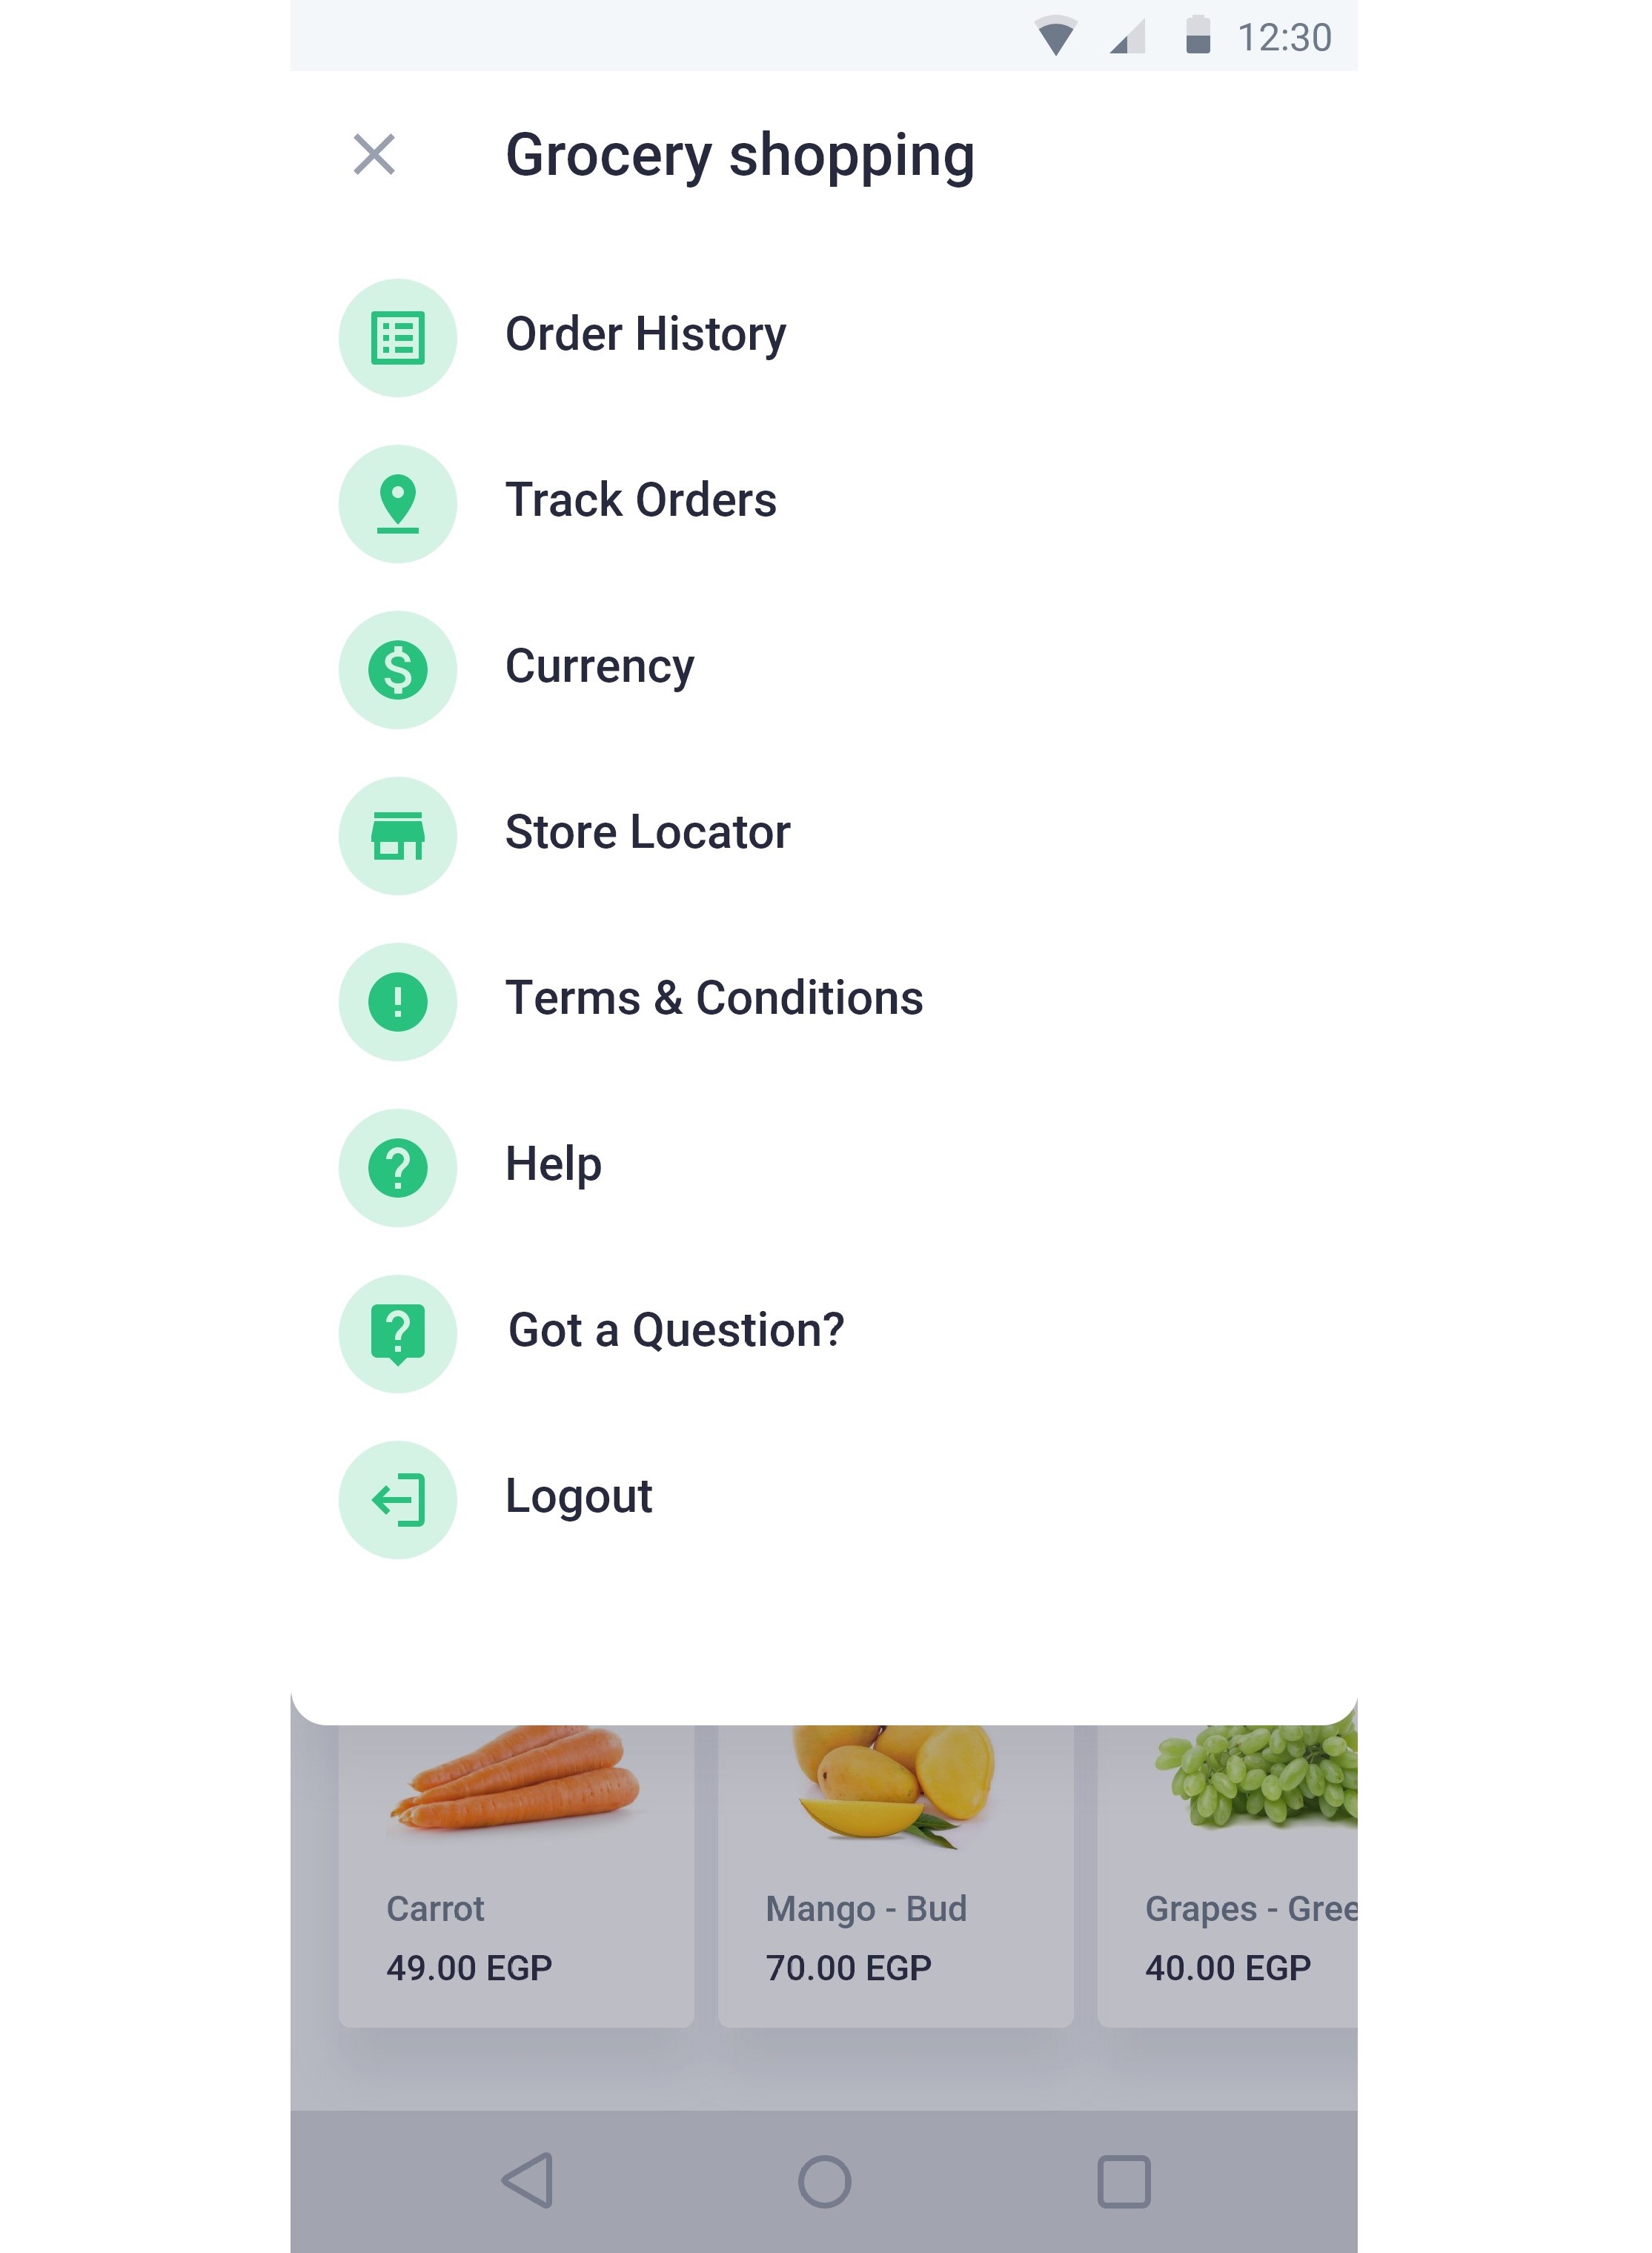 12:30
Grocery shopping
Order History
Track Orders
Currency
Store Locator
Terms & Conditions
Help
Got a Question?
Logout
Carrot
49.00 EGP
Mango - Bud
70.00 EGP
Grapes - Gree
40.00 EGP